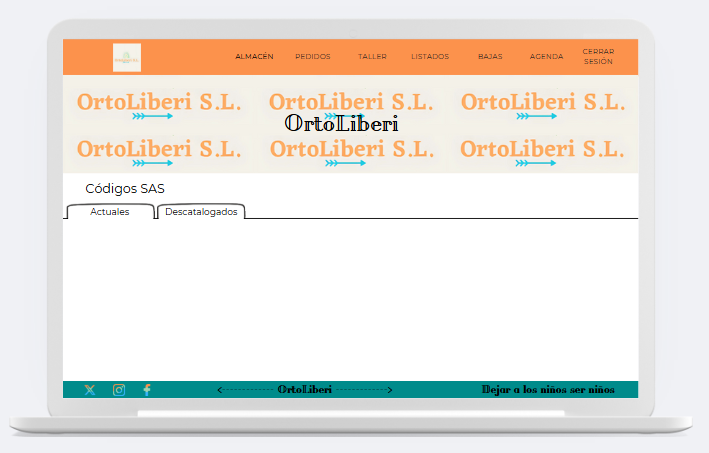 ALMACÉN PEDIDOS TALLER LISTADOS BAJAS AGENDA CERRAR SESIÓN
OrtoLiberi S.L. OrtoLiberi S.L. OrtoLiberi S.L.
OrtoLiberi
OrtoLiberi S.L. OrtoLiberi S.L. OrtoLiberi S.L.
Códigos SAS
Actuales Descatalogados
OrtoLiberi Dejar a los niños ser niños